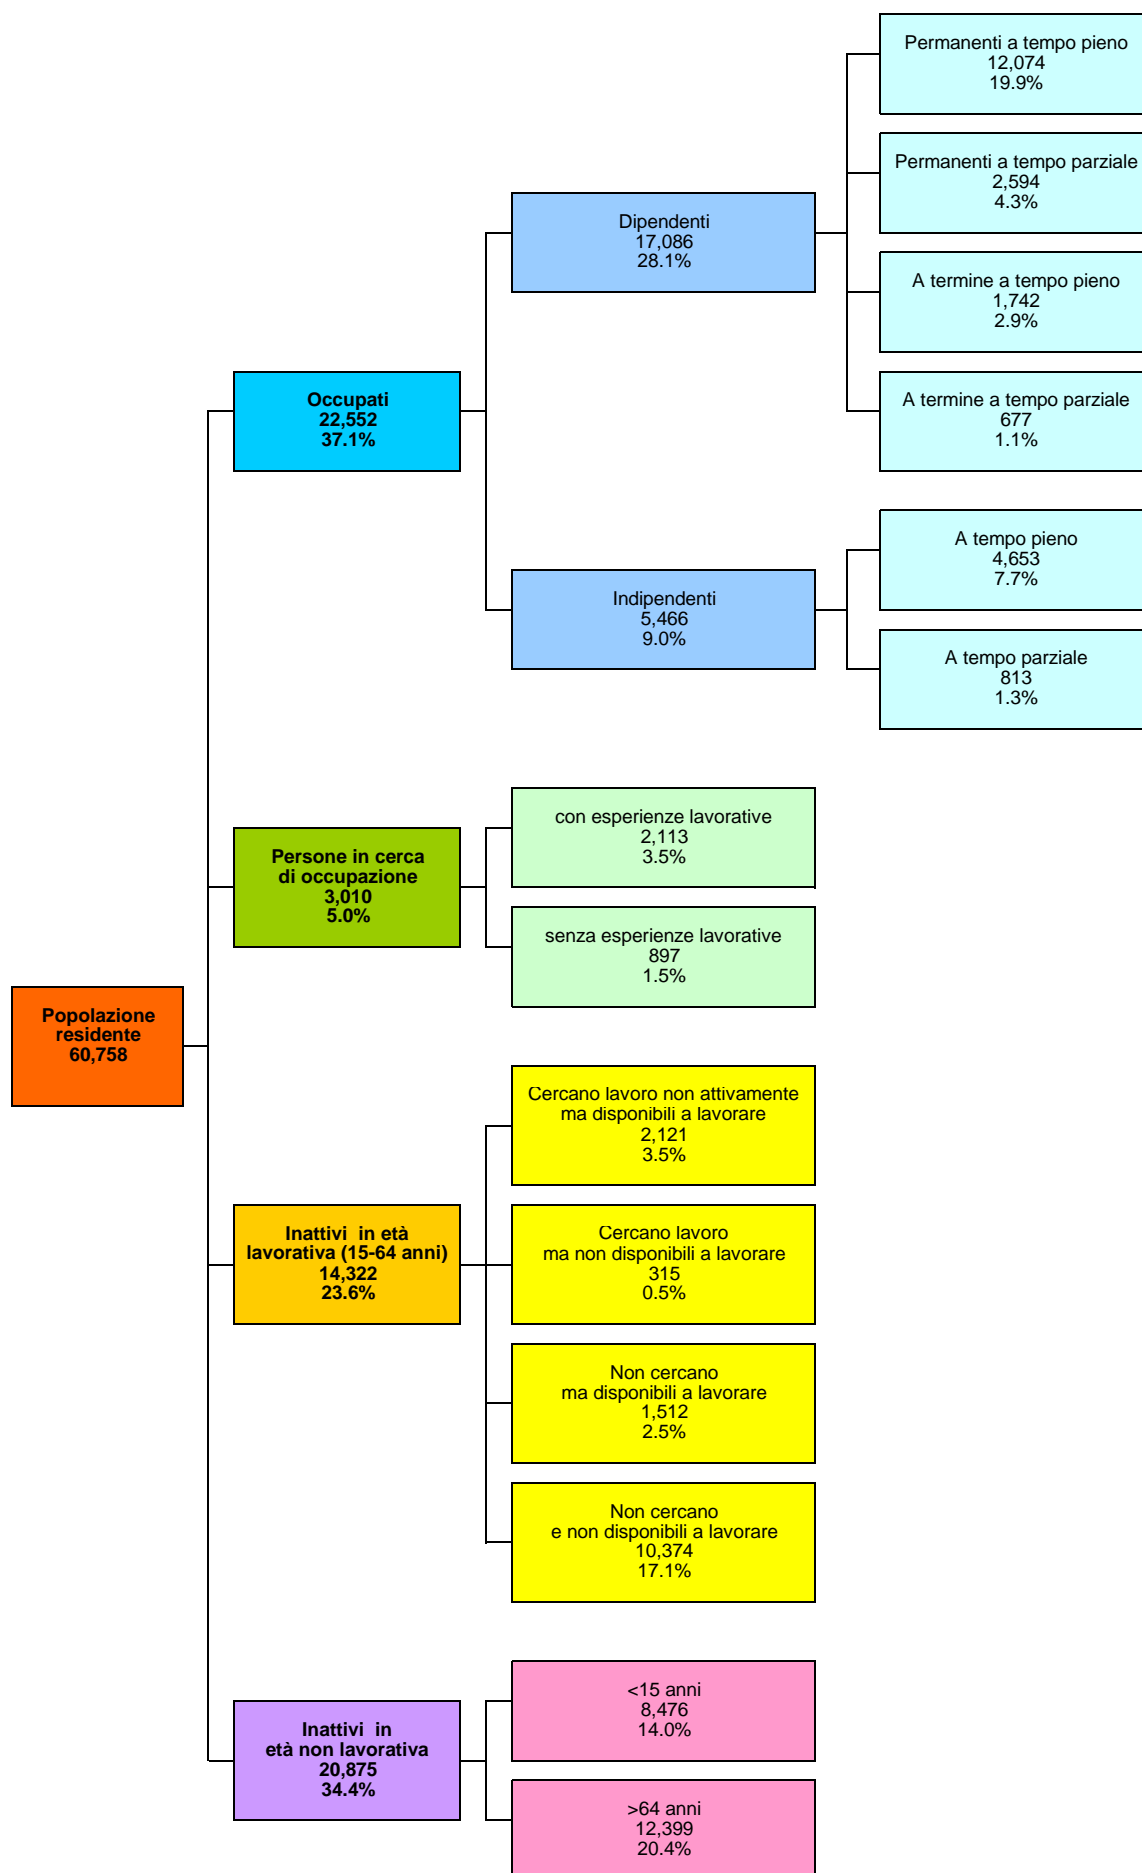 Permanenti a tempo pieno
12,074
19.9%
Permanenti a tempo parziale
2,594
4.3%
Dipendenti
17,086
28.1%
A termine a tempo pieno
1,742
2.9%
Occupati
22,552
37.1%
A termine a tempo parziale
677
1.1%
A tempo pieno
4,653
7.7%
Indipendenti
5,466
9.0%
A tempo parziale
813
1.3%
con esperienze lavorative
2,113
3.5%
Persone in cerca
di occupazione
3,010
5.0%
senza esperienze lavorative
897
1.5%
Popolazione
residente
60,758
Cercano lavoro non attivamente
ma disponibili a lavorare
2,121
3.5%
Inattivi in età
lavorativa (15-64 anni)
14,322
23.6%
Cercano lavoro
ma non disponibili a lavorare
315
0.5%
Non cercano
ma disponibili a lavorare
1,512
2.5%
Non cercano
e non disponibili a lavorare
10,374
17.1%
<15 anni
8,476
14.0%
Inattivi in
età non lavorativa
20,875
34.4%
>64 anni
12,399
20.4%